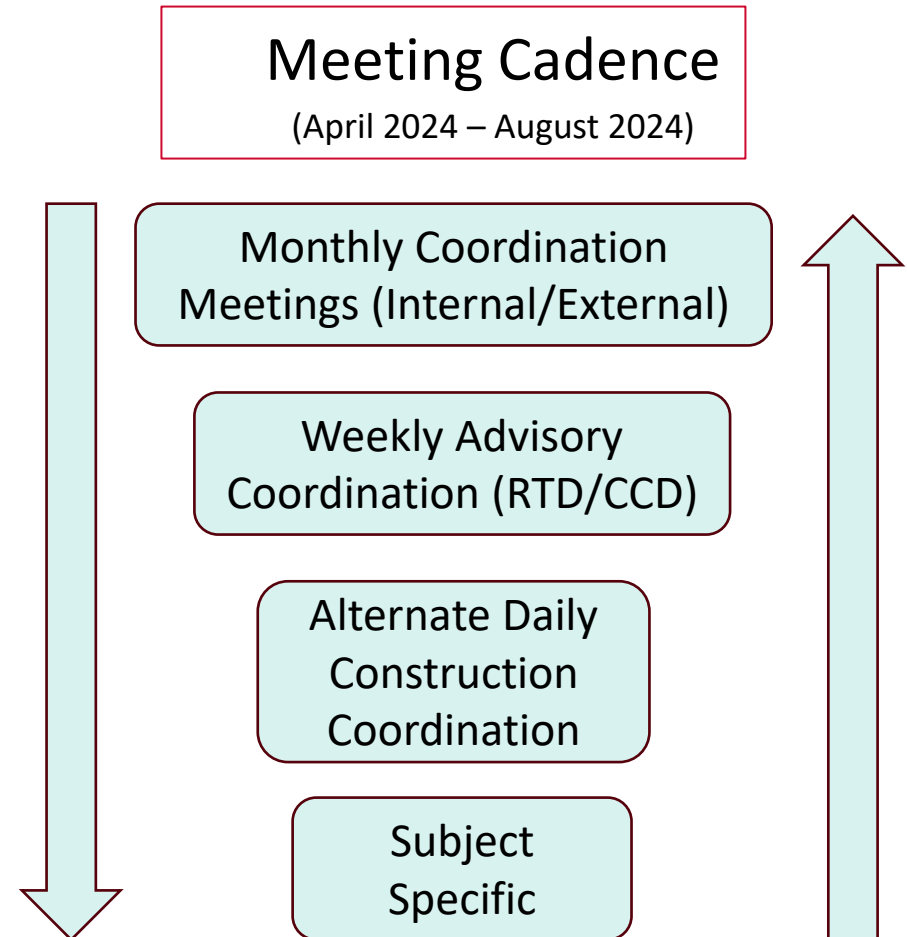 Meeting Cadence
(April 2024 – August 2024)
Monthly Coordination
Meetings (Internal/External)
Weekly Advisory
Coordination (RTD/CCD)
Alternate Daily
Construction
Coordination
Subject
Specific